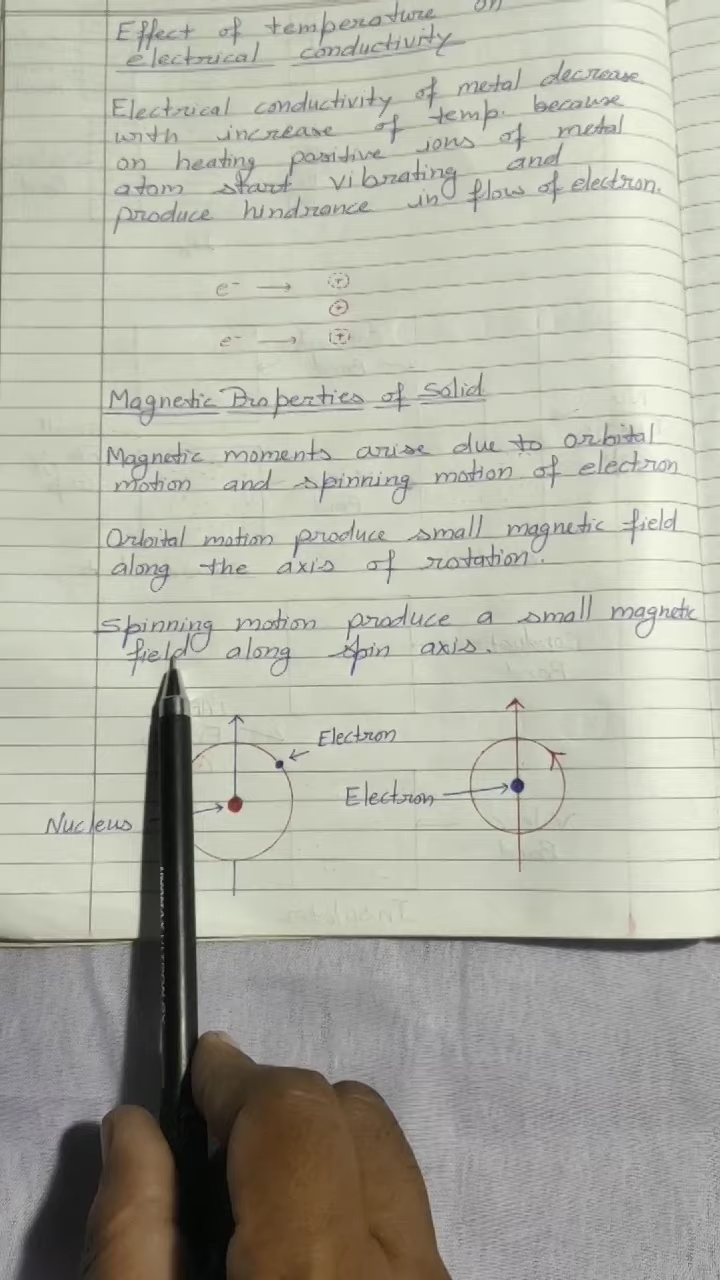 Effect of temperature on
electrical conductivity
Electrical conductivity of metal decrease
with increase of temp. because
on heating positive ions of metal
atom start vibrating and
produce hindrance in flow of electron.
e⁻ → +
+
e⁻ → +
Magnetic Properties of Solid
Magnetic moments arise due to orbital
motion and spinning motion of electron
Orbital motion produce small magnetic field
along the axis of rotation.
Spinning motion produce a small magnetic
field along spin axis.
Electron
Electron
Nucleus